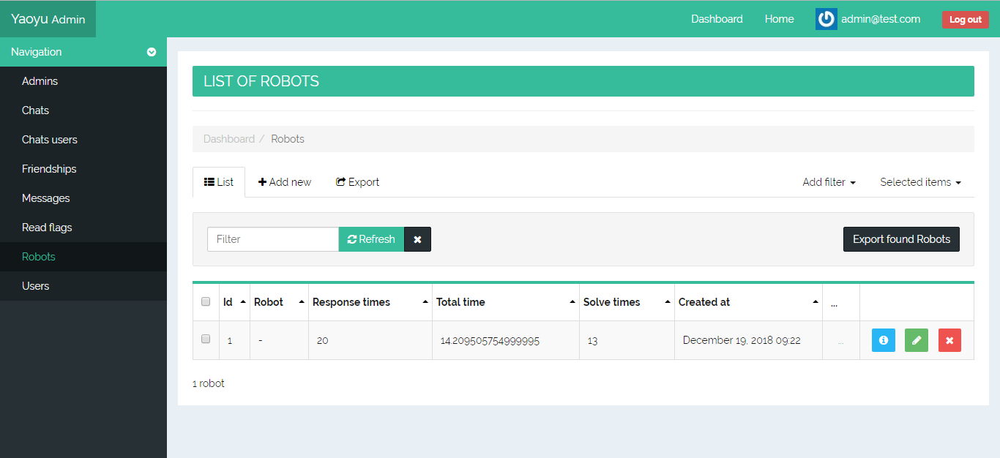 Yaoyu Admin
Dashboard Home admin@test.com Log out
Navigation
Admins
Chats
Chats users
Friendships
Messages
Read flags
Robots
Users
LIST OF ROBOTS
Dashboard / Robots
List Add new Export Add filter Selected items
Filter Refresh Export found Robots
Id Robot Response times Total time Solve times Created at ...
1 - 20 14.209505754999995 13 December 19, 2018 09:22 ...
1 robot